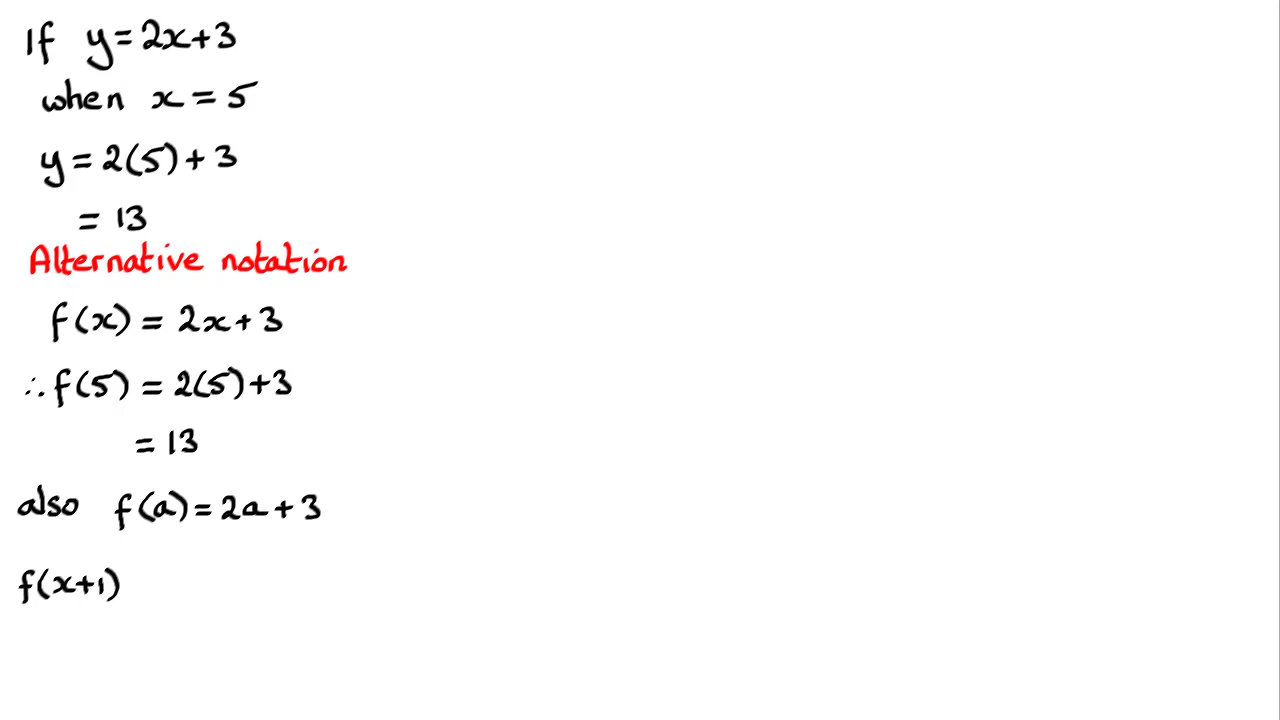 If y=2x+3
when x = 5
y = 2(5) + 3
= 13
Alternative notation
f(x) = 2x+3
∴ f(5) = 2(5)+3
= 13
also f(a) = 2a + 3
f(x+1)